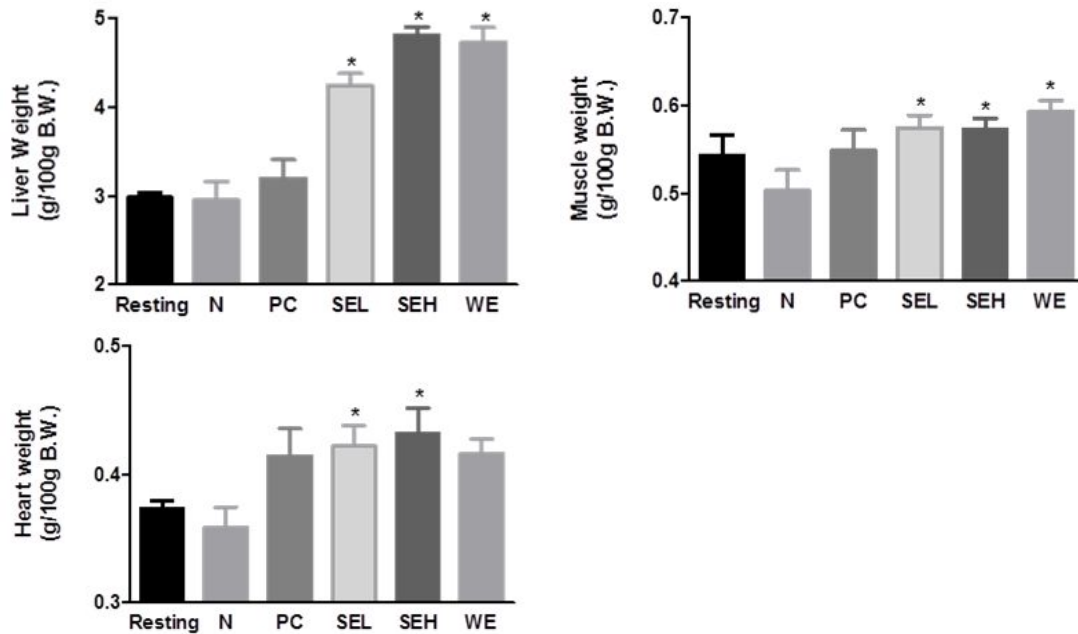 Liver Weight
(g/100g B.W.)
5
4
3
2
*
*
*
Resting N PC SEL SEH WE
Muscle weight
(g/100g B.W.)
0.7
0.6
0.5
0.4
*
*
*
Resting N PC SEL SEH WE
Heart weight
(g/100g B.W.)
0.5
0.4
0.3
*
*
Resting N PC SEL SEH WE